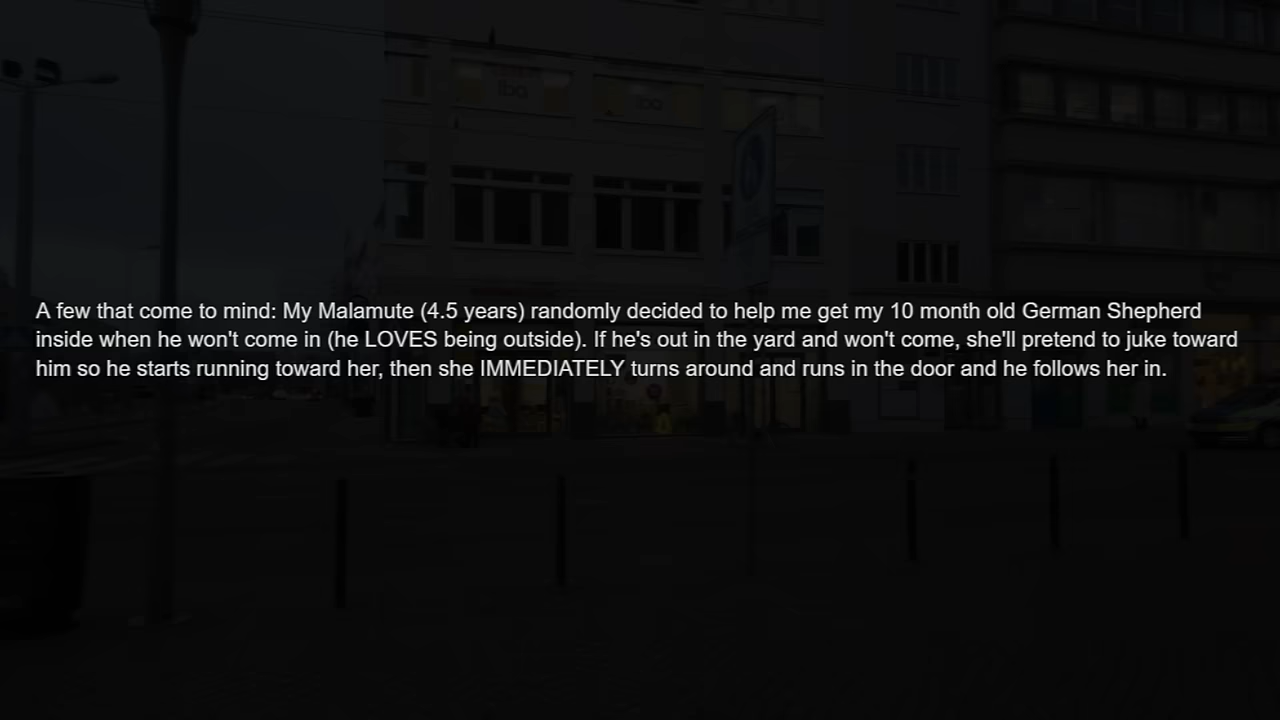 A few that come to mind: My Malamute (4.5 years) randomly decided to help me get my 10 month old German Shepherd
inside when he won't come in (he LOVES being outside). If he's out in the yard and won't come, she'll pretend to juke toward
him so he starts running toward her, then she IMMEDIATELY turns around and runs in the door and he follows her in.